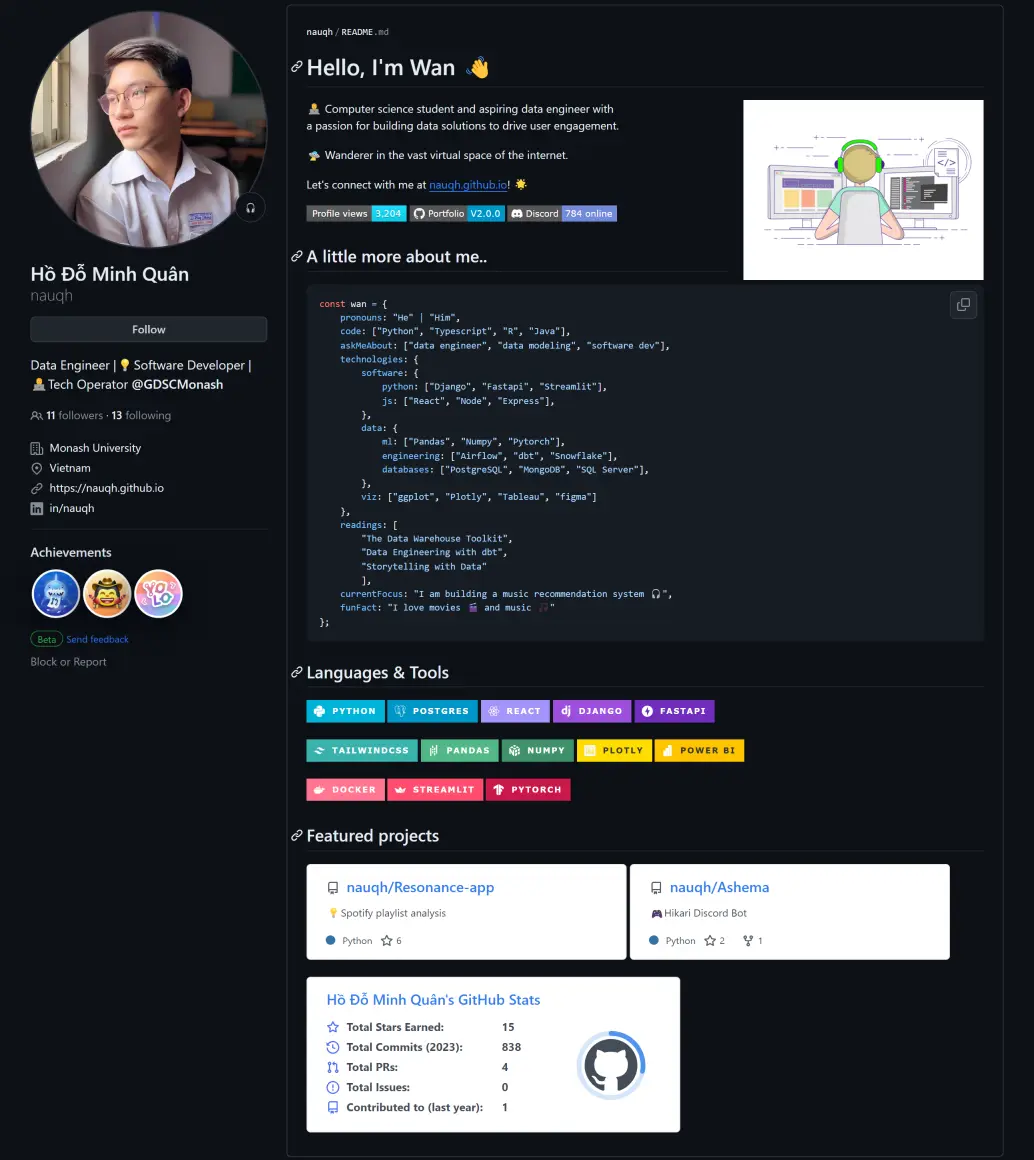 Hồ Đỗ Minh Quân
nauqh
Follow
Data Engineer | 💡 Software Developer |
🧑‍💻 Tech Operator @GDSCMonash
11 followers · 13 following
Monash University
Vietnam
https://nauqh.github.io
in/nauqh
Achievements
YOLO
Beta Send feedback
Block or Report
nauqh / README.md
Hello, I'm Wan 👋
🧑‍💻 Computer science student and aspiring data engineer with
a passion for building data solutions to drive user engagement.
🛸 Wanderer in the vast virtual space of the internet.
Let's connect with me at nauqh.github.io! 🌟
Profile views 3,204 Portfolio V2.0.0 Discord 784 online
</>
A little more about me..
const wan = {
pronouns: "He" | "Him",
code: ["Python", "Typescript", "R", "Java"],
askMeAbout: ["data engineer", "data modeling", "software dev"],
technologies: {
software: {
python: ["Django", "Fastapi", "Streamlit"],
js: ["React", "Node", "Express"],
},
data: {
ml: ["Pandas", "Numpy", "Pytorch"],
engineering: ["Airflow", "dbt", "Snowflake"],
databases: ["PostgreSQL", "MongoDB", "SQL Server"],
},
viz: ["ggplot", "Plotly", "Tableau", "figma"]
},
readings: [
"The Data Warehouse Toolkit",
"Data Engineering with dbt",
"Storytelling with Data"
],
currentFocus: "I am building a music recommendation system 🎧",
funFact: "I love movies 🎬 and music 🎵"
};
Languages & Tools
PYTHON POSTGRES REACT dj DJANGO FASTAPI
TAILWINDCSS PANDAS NUMPY PLOTLY POWER BI
DOCKER STREAMLIT PYTORCH
Featured projects
nauqh/Resonance-app
💡 Spotify playlist analysis
Python 6
nauqh/Ashema
🎮 Hikari Discord Bot
Python 2 1
Hồ Đỗ Minh Quân's GitHub Stats
Total Stars Earned: 15
Total Commits (2023): 838
Total PRs: 4
Total Issues: 0
Contributed to (last year): 1